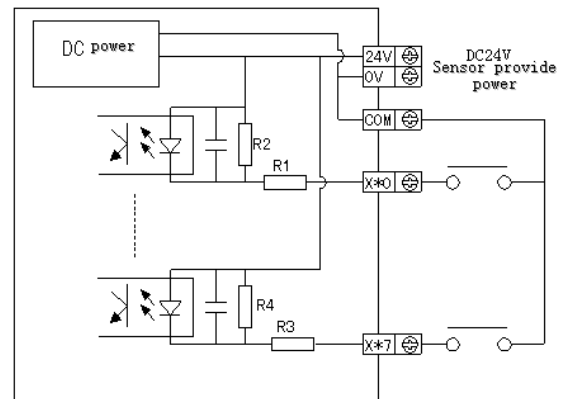 DC power
24V
0V
DC24V
Sensor provide
power
COM
R2
R1
X*0
R4
R3
X*7